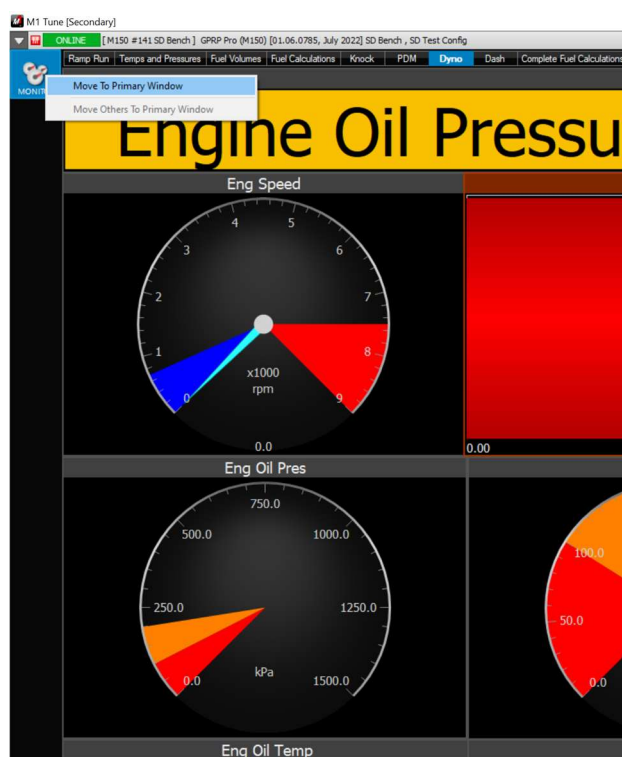 M1 Tune [Secondary]
ONLINE [ M150 #141 SD Bench ] GPRP Pro (M150) [01.06.0785, July 2022] SD Bench , SD Test Config
Ramp Run Temps and Pressures Fuel Volumes Fuel Calculations Knock PDM Dyno Dash Complete Fuel Calculations
MONIT
Move To Primary Window
Move Others To Primary Window
Engine Oil Pressu
Eng Speed
0 1 2 3 4 5 6 7 8 9
x1000
rpm
0.0
0.00
Eng Oil Pres
0.0 250.0 500.0 750.0 1000.0 1250.0 1500.0
kPa
0.0 50.0 100.0
Eng Oil Temp